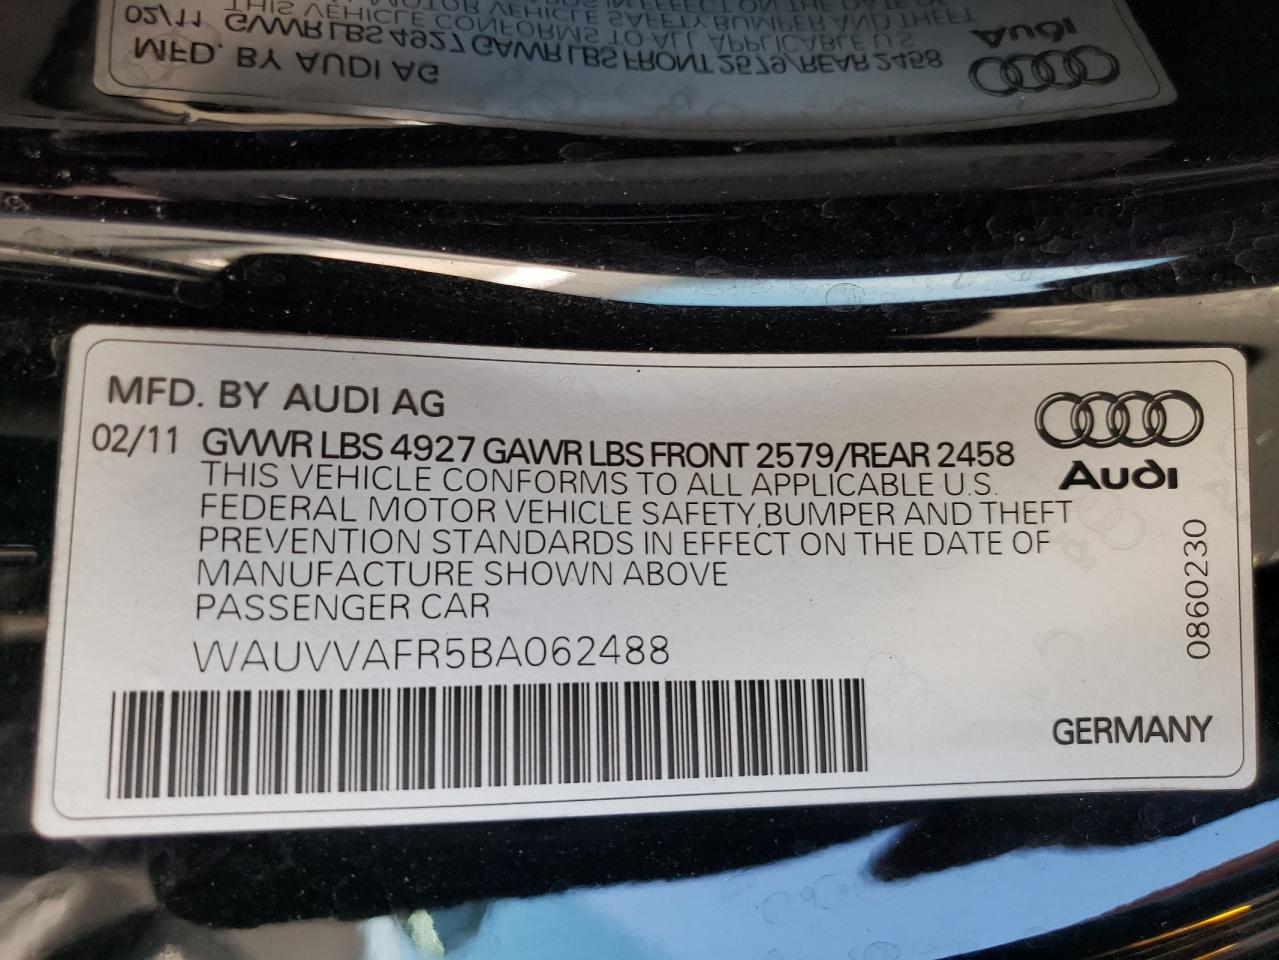 MFD. BY AUDI AG
02/11 GVWR LBS 4927 GAWR LBS FRONT 2579/REAR 2458
THIS VEHICLE CONFORMS TO ALL APPLICABLE U.S.
FEDERAL MOTOR VEHICLE SAFETY, BUMPER AND THEFT
PREVENTION STANDARDS IN EFFECT ON THE DATE OF
MANUFACTURE SHOWN ABOVE
PASSENGER CAR
WAUVVAFR5BA062488
Audi
0860230
GERMANY